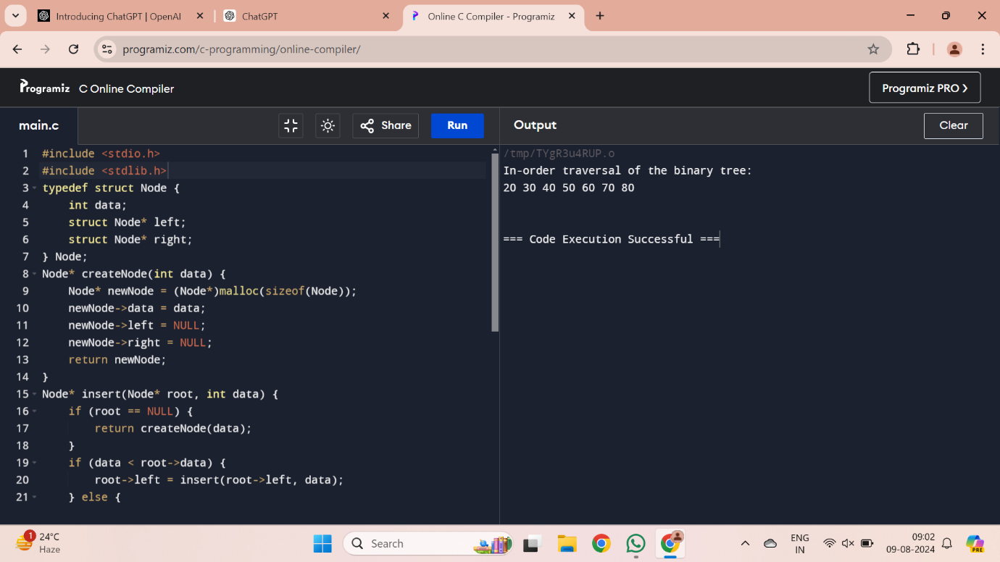 Introducing ChatGPT | OpenAI
ChatGPT
Online C Compiler - Programiz
programiz.com/c-programming/online-compiler/
Programiz
C Online Compiler
Programiz PRO
main.c
Share
Run
Output
Clear
1 #include <stdio.h>
2 #include <stdlib.h>
3 typedef struct Node {
4 int data;
5 struct Node* left;
6 struct Node* right;
7 } Node;
8 Node* createNode(int data) {
9 Node* newNode = (Node*)malloc(sizeof(Node));
10 newNode->data = data;
11 newNode->left = NULL;
12 newNode->right = NULL;
13 return newNode;
14 }
15 Node* insert(Node* root, int data) {
16 if (root == NULL) {
17 return createNode(data);
18 }
19 if (data < root->data) {
20 root->left = insert(root->left, data);
21 } else {
/tmp/TYgR3u4RUP.o
In-order traversal of the binary tree:
20 30 40 50 60 70 80
=== Code Execution Successful ===
1
24°C
Haze
Search
ENG
IN
09:02
09-08-2024
PRE